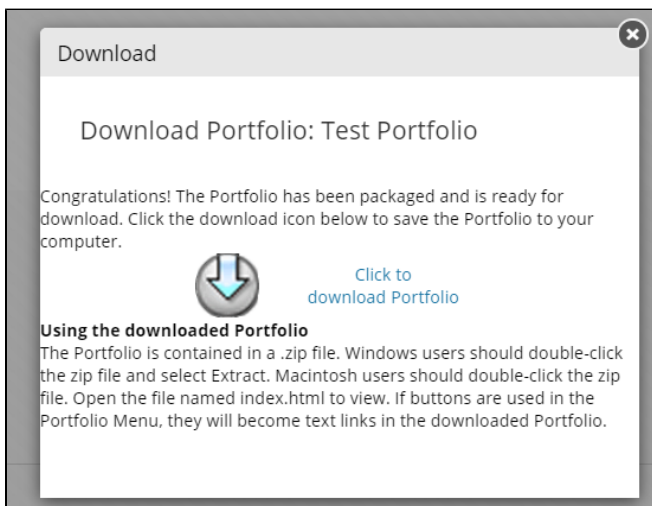 Download
Download Portfolio: Test Portfolio
Congratulations! The Portfolio has been packaged and is ready for
download. Click the download icon below to save the Portfolio to your
computer.
Click to
download Portfolio
Using the downloaded Portfolio
The Portfolio is contained in a .zip file. Windows users should double-click
the zip file and select Extract. Macintosh users should double-click the zip
file. Open the file named index.html to view. If buttons are used in the
Portfolio Menu, they will become text links in the downloaded Portfolio.